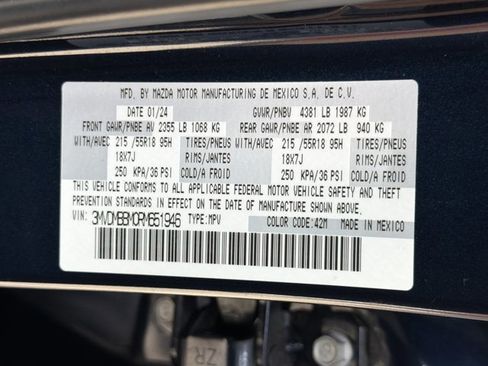 MFD. BY MAZDA MOTOR MANUFACTURING DE MEXICO S.A. DE C.V.
DATE 01/24 GVWR/PNBV 4381 LB 1987 KG
FRONT GAWR/PNBE AV 2355 LB 1068 KG REAR GAWR/PNBE AR 2072 LB 940 KG
WITH/AVEC 215 /55R18 95H TIRES/PNEUS WITH/AVEC 215 /55R18 95H TIRES/PNEUS
18X7J RIMS/JANTES 18X7J RIMS/JANTES
250 KPA/36 PSI COLD/A FROID 250 KPA/36 PSI COLD/A FROID
THIS VEHICLE CONFORMS TO ALL APPLICABLE FEDERAL MOTOR VEHICLE SAFETY AND THEFT
PREVENTION STANDARDS IN EFFECT ON THE DATE OF MANUFACTURE SHOWN ABOVE.
VIN: 3MVDMBBM0RM651946 TYPE: MPV COLOR CODE: 42M MADE IN MEXICO
ZR